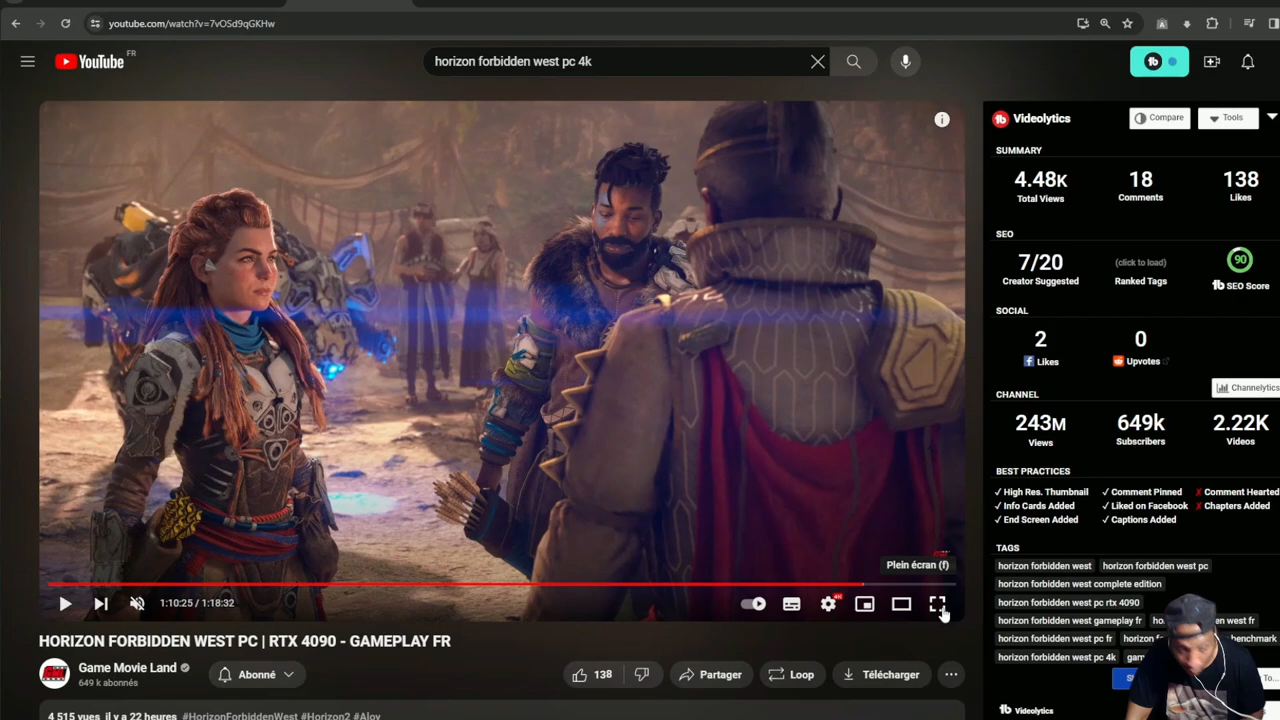 youtube.com/watch?v=7vOSd9qGKHw
YouTube FR
horizon forbidden west pc 4k
Plein écran (f)
1:10:25 / 1:18:32
HORIZON FORBIDDEN WEST PC | RTX 4090 - GAMEPLAY FR
Game Movie Land
649 k abonnés
Abonné
138
Partager
Loop
Télécharger
4 515 vues il y a 22 heures #HorizonForbiddenWest #Horizon2 #Aloy
Videolytics
Compare
Tools
SUMMARY
4.48K 18 138
Total Views Comments Likes
SEO
7/20 (click to load) 90
Creator Suggested Ranked Tags SEO Score
SOCIAL
2 0
Likes Upvotes
CHANNEL
Channelytics
243M 649k 2.22K
Views Subscribers Videos
BEST PRACTICES
✓ High Res. Thumbnail ✓ Comment Pinned ✗ Comment Hearted
✓ Info Cards Added ✓ Liked on Facebook ✗ Chapters Added
✓ End Screen Added ✓ Captions Added
TAGS
horizon forbidden west horizon forbidden west pc
horizon forbidden west complete edition
horizon forbidden west pc rtx 4090
horizon forbidden west gameplay fr west fr
horizon forbidden west pc fr benchmark
horizon forbidden west pc 4k
Videolytics